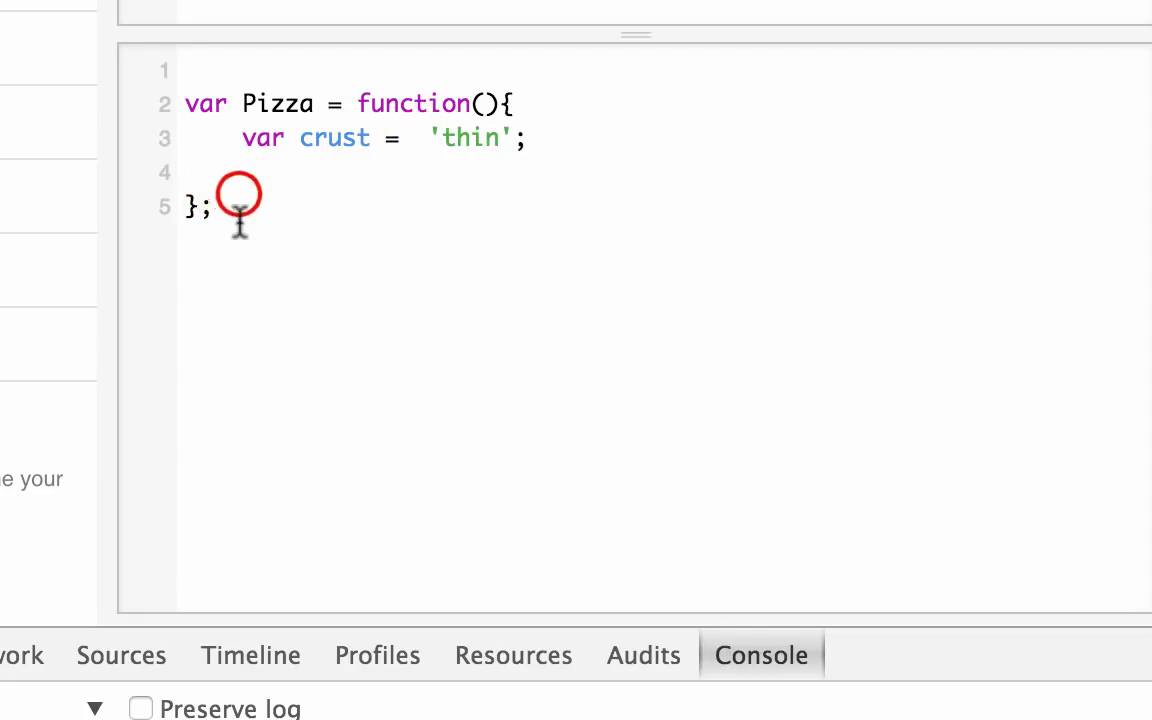 1
2 var Pizza = function(){
3     var crust =  'thin';
4
5 };
e your
ork Sources Timeline Profiles Resources Audits Console
▼ Preserve log